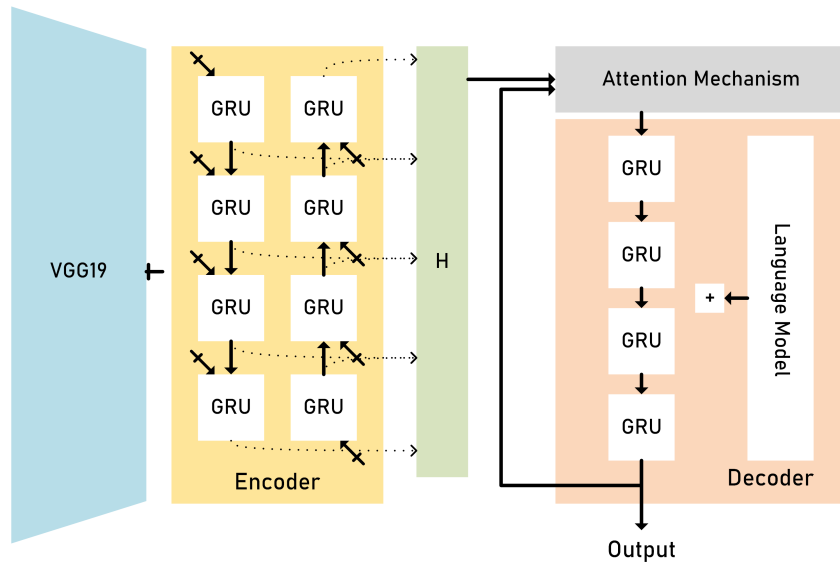 VGG19
GRU
GRU
GRU
GRU
GRU
GRU
GRU
GRU
Encoder
H
Attention Mechanism
GRU
GRU
GRU
GRU
+
Language Model
Decoder
Output